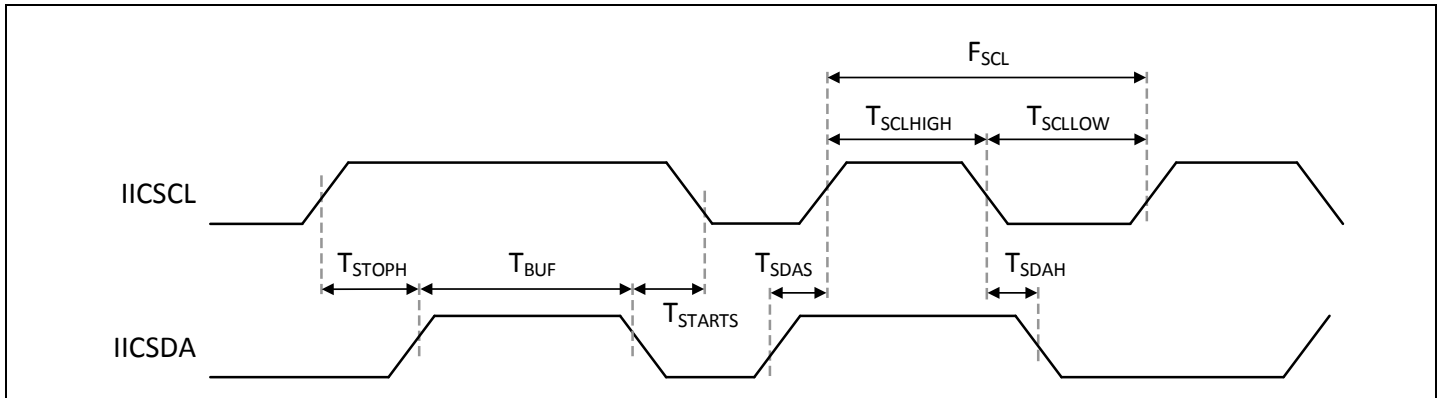 F_SCL
T_SCLHIGH T_SCLLOW
IICSCL
T_STOPH T_BUF T_SDAS T_SDAH
T_STARTS
IICSDA